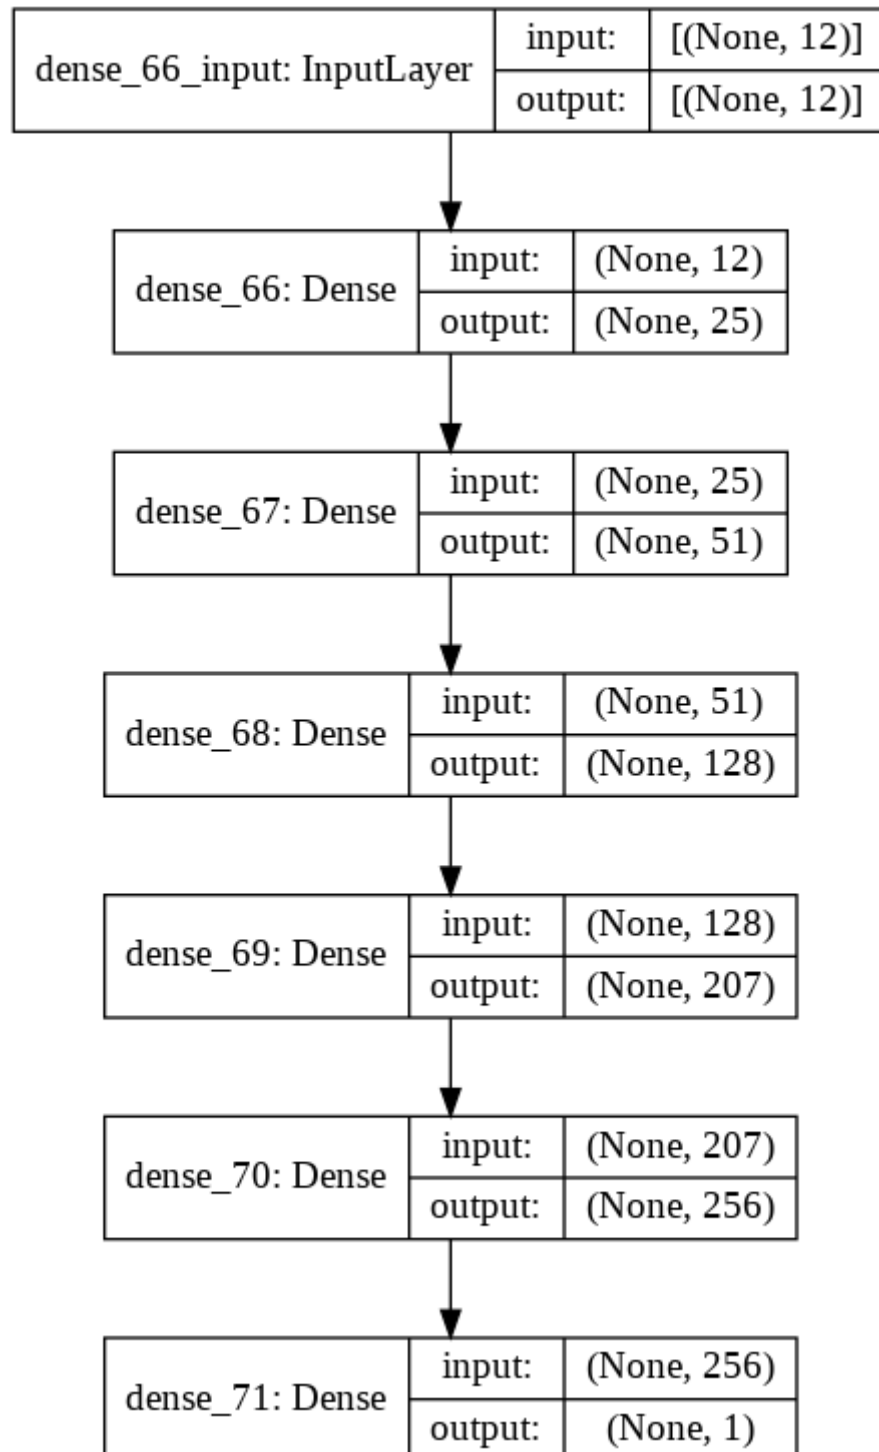 dense_66_input: InputLayer
input: [(None, 12)]
output: [(None, 12)]
dense_66: Dense
input: (None, 12)
output: (None, 25)
dense_67: Dense
input: (None, 25)
output: (None, 51)
dense_68: Dense
input: (None, 51)
output: (None, 128)
dense_69: Dense
input: (None, 128)
output: (None, 207)
dense_70: Dense
input: (None, 207)
output: (None, 256)
dense_71: Dense
input: (None, 256)
output: (None, 1)